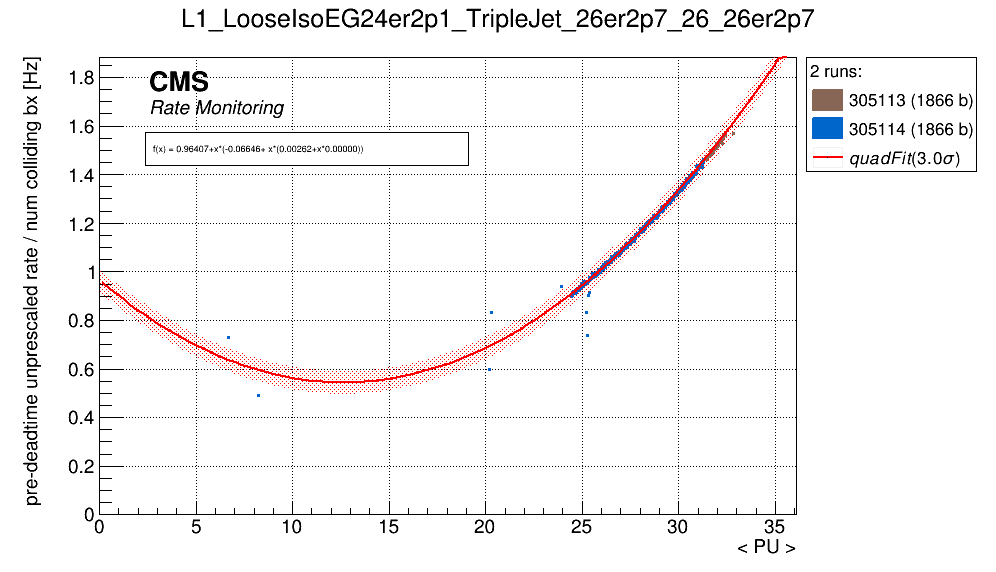 L1_LooseIsoEG24er2p1_TripleJet_26er2p7_26_26er2p7
pre-deadtime unprescaled rate / num colliding bx [Hz]
CMS
Rate Monitoring
f(x) = 0.96407+x*(-0.06646+ x*(0.00262+x*0.00000))
1.8
1.6
1.4
1.2
1
0.8
0.6
0.4
0.2
0
0 5 10 15 20 25 30 35
< PU >
2 runs:
305113 (1866 b)
305114 (1866 b)
quadFit(3.0σ)